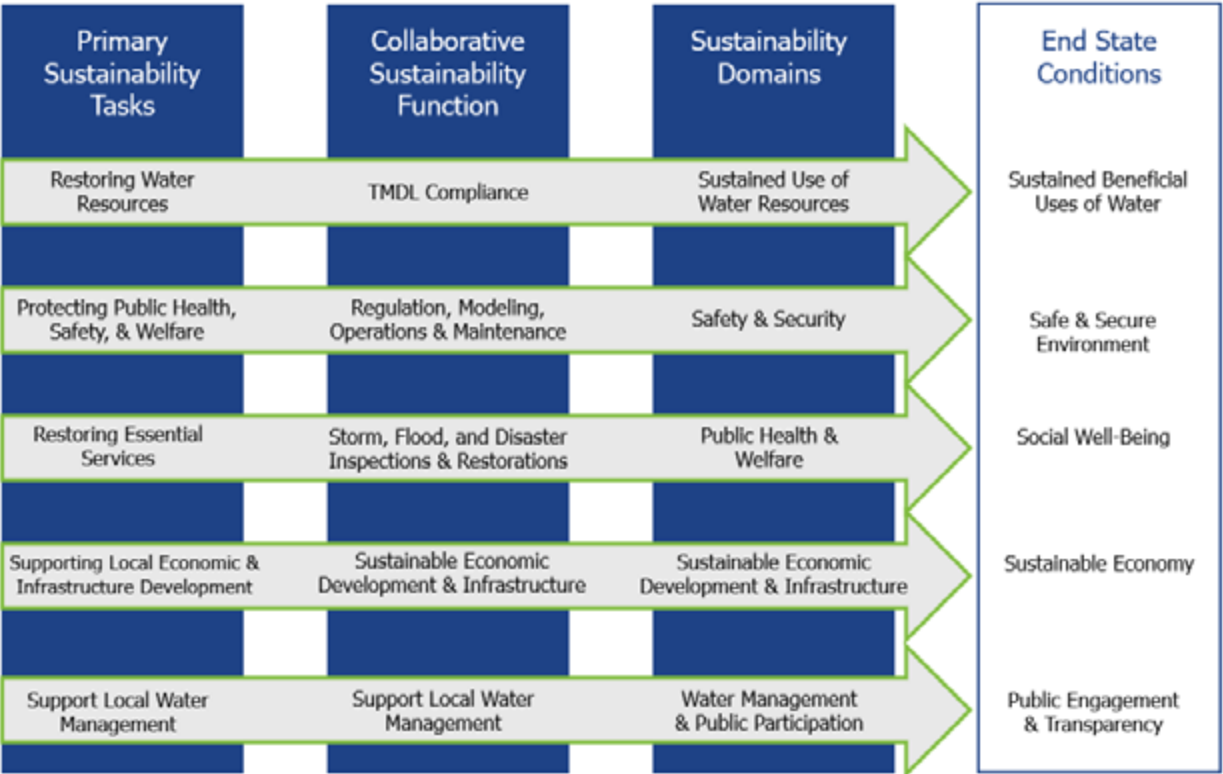 Primary
Sustainability
Tasks
Collaborative
Sustainability
Function
Sustainability
Domains
End State
Conditions
Restoring Water
Resources
TMDL Compliance
Sustained Use of
Water Resources
Sustained Beneficial
Uses of Water
Protecting Public Health,
Safety, & Welfare
Regulation, Modeling,
Operations & Maintenance
Safety & Security
Safe & Secure
Environment
Restoring Essential
Services
Storm, Flood, and Disaster
Inspections & Restorations
Public Health &
Welfare
Social Well-Being
Supporting Local Economic &
Infrastructure Development
Sustainable Economic
Development & Infrastructure
Sustainable Economic
Development & Infrastructure
Sustainable Economy
Support Local Water
Management
Support Local Water
Management
Water Management
& Public Participation
Public Engagement
& Transparency